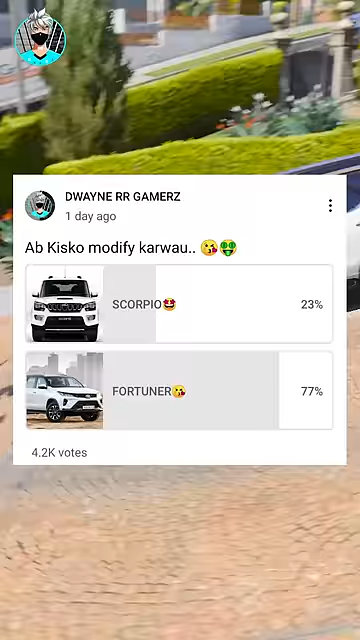 DWAYNE RR GAMERZ
1 day ago
Ab Kisko modify karwau.. 😘🤑
SCORPIO🤩 23%
FORTUNER😘 77%
4.2K votes